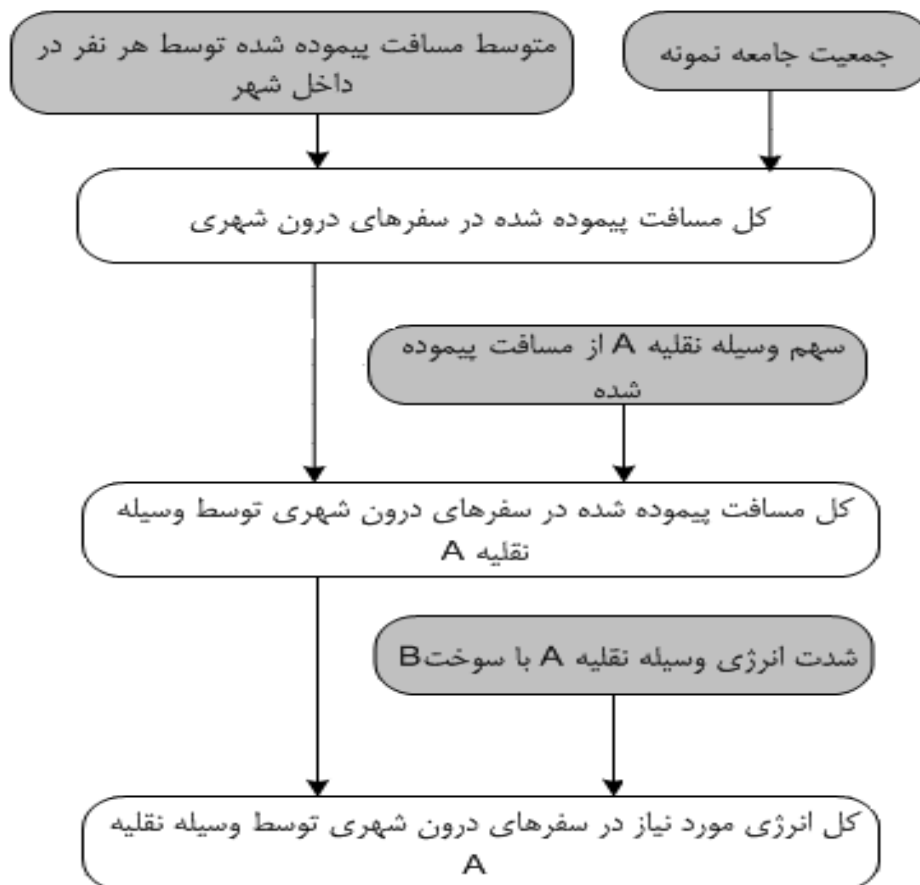 متوسط مسافت پیموده شده توسط هر نفر در
داخل شهر
جمعیت جامعه نمونه
کل مسافت پیموده شده در سفرهای درون شهری
سهم وسیله نقلیه A از مسافت پیموده
شده
کل مسافت پیموده شده در سفرهای درون شهری توسط وسیله
نقلیه A
شدت انرژی وسیله نقلیه A با سوختB
کل انرژی مورد نیاز در سفرهای درون شهری توسط وسیله نقلیه
A